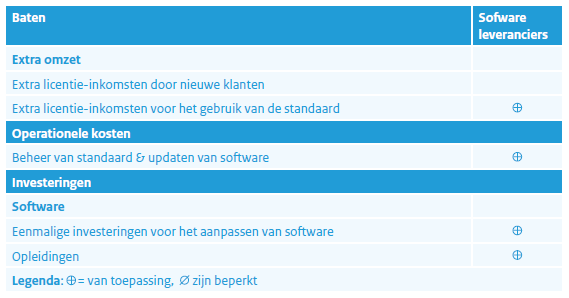 Baten Sofware
leveranciers
Extra omzet
Extra licentie-inkomsten door nieuwe klanten
Extra licentie-inkomsten voor het gebruik van de standaard ⊕
Operationele kosten
Beheer van standaard & updaten van software ⊕
Investeringen
Software
Eenmalige investeringen voor het aanpassen van software ⊕
Opleidingen ⊕
Legenda: ⊕ = van toepassing, ∅ zijn beperkt